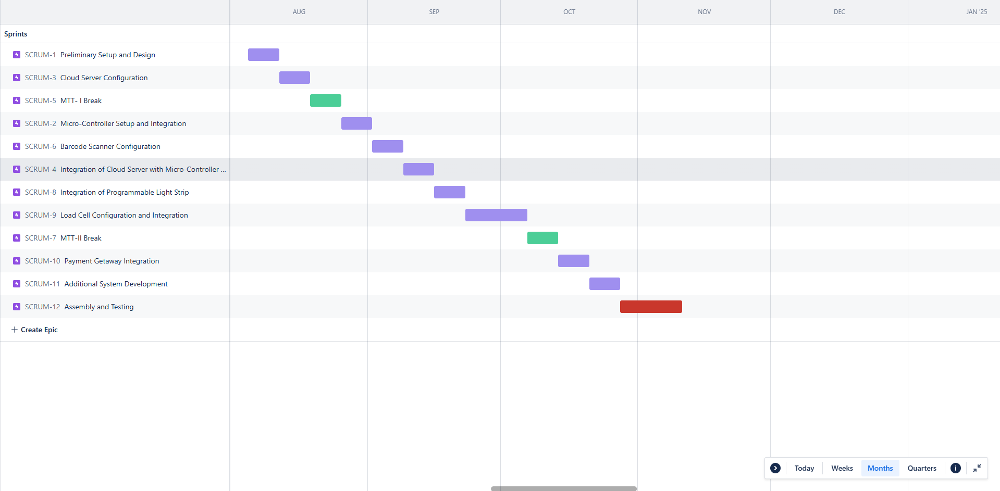 AUG SEP OCT NOV DEC JAN '25
Sprints
SCRUM-1 Preliminary Setup and Design
SCRUM-3 Cloud Server Configuration
SCRUM-5 MTT- I Break
SCRUM-2 Micro-Controller Setup and Integration
SCRUM-6 Barcode Scanner Configuration
SCRUM-4 Integration of Cloud Server with Micro-Controller ...
SCRUM-8 Integration of Programmable Light Strip
SCRUM-9 Load Cell Configuration and Integration
SCRUM-7 MTT-II Break
SCRUM-10 Payment Getaway Integration
SCRUM-11 Additional System Development
SCRUM-12 Assembly and Testing
Create Epic
Today Weeks Months Quarters